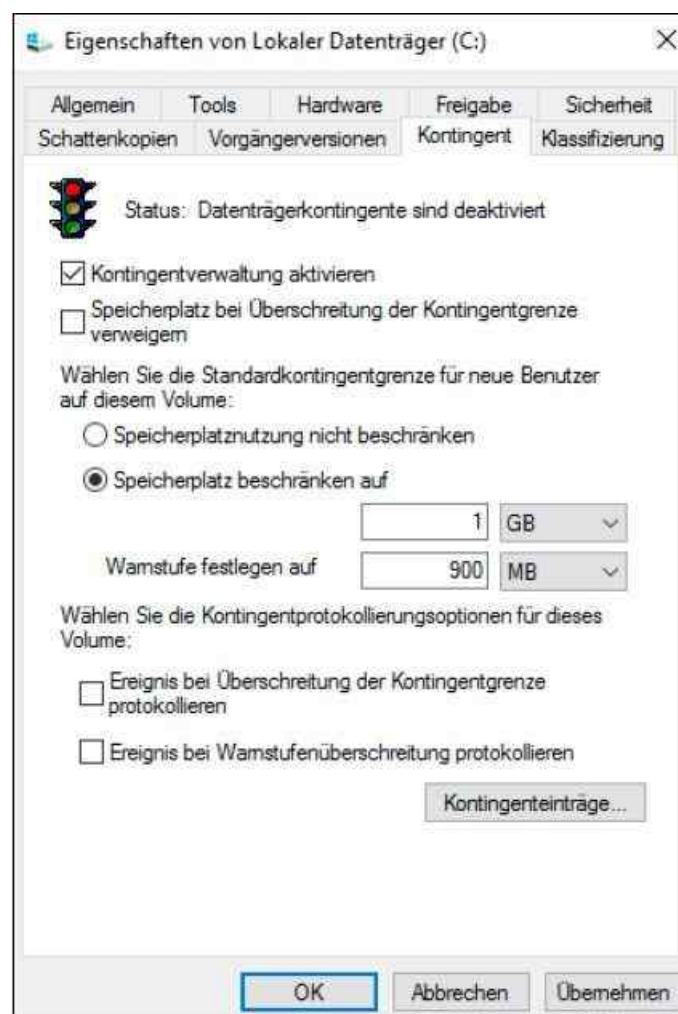 Eigenschaften von Lokaler Datenträger (C:)
Allgemein Tools Hardware Freigabe Sicherheit
Schattenkopien Vorgängerversionen Kontingent Klassifizierung
Status: Datenträgerkontingente sind deaktiviert
Kontingentverwaltung aktivieren
Speicherplatz bei Überschreitung der Kontingentgrenze
verweigern
Wählen Sie die Standardkontingentgrenze für neue Benutzer
auf diesem Volume:
Speicherplatznutzung nicht beschränken
Speicherplatz beschränken auf
1 GB
Warnstufe festlegen auf 900 MB
Wählen Sie die Kontingentprotokollierungsoptionen für dieses
Volume:
Ereignis bei Überschreitung der Kontingentgrenze
protokollieren
Ereignis bei Warnstufenüberschreitung protokollieren
Kontingenteinträge...
OK Abbrechen Übernehmen